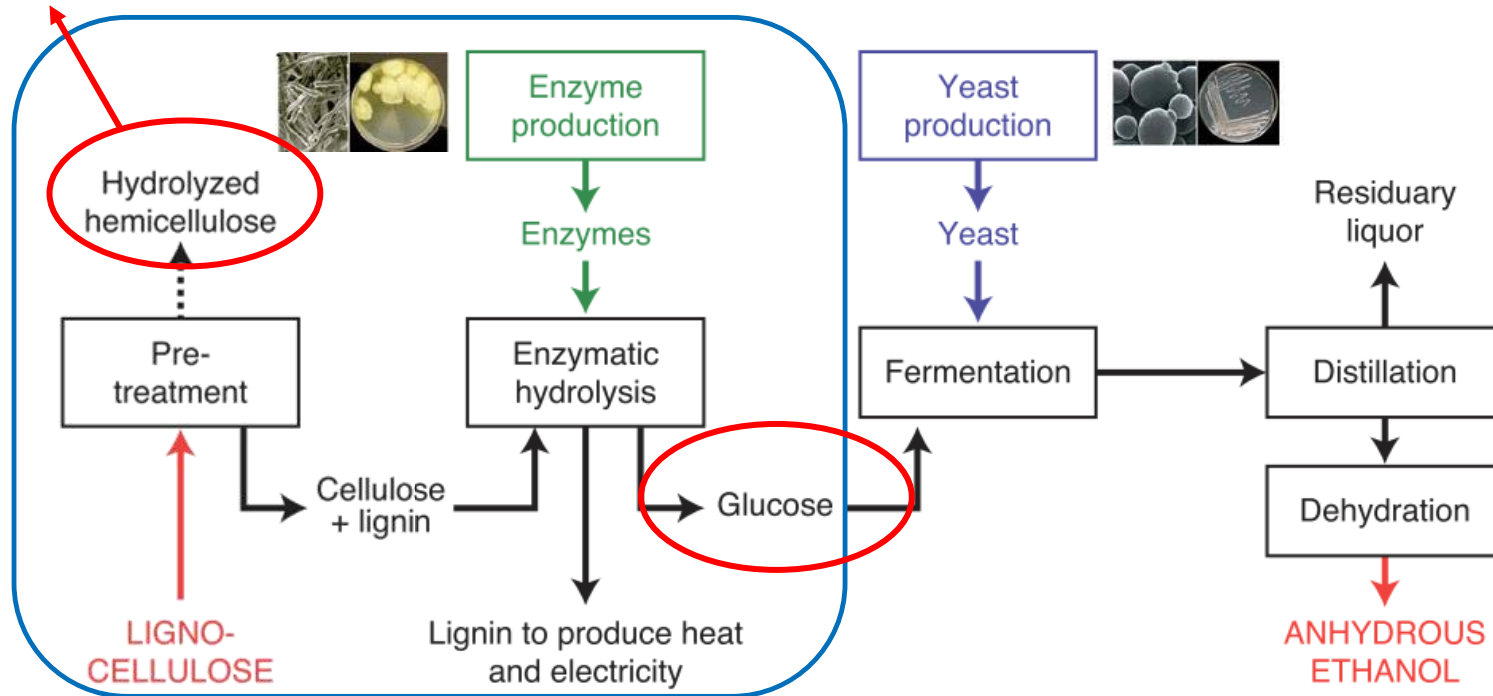 Enzyme
production
Yeast
production
Hydrolyzed
hemicellulose
Enzymes
Yeast
Residuary
liquor
Pre-
treatment
Enzymatic
hydrolysis
Fermentation
Distillation
Cellulose
+ lignin
Glucose
Dehydration
LIGNO-
CELLULOSE
Lignin to produce heat
and electricity
ANHYDROUS
ETHANOL